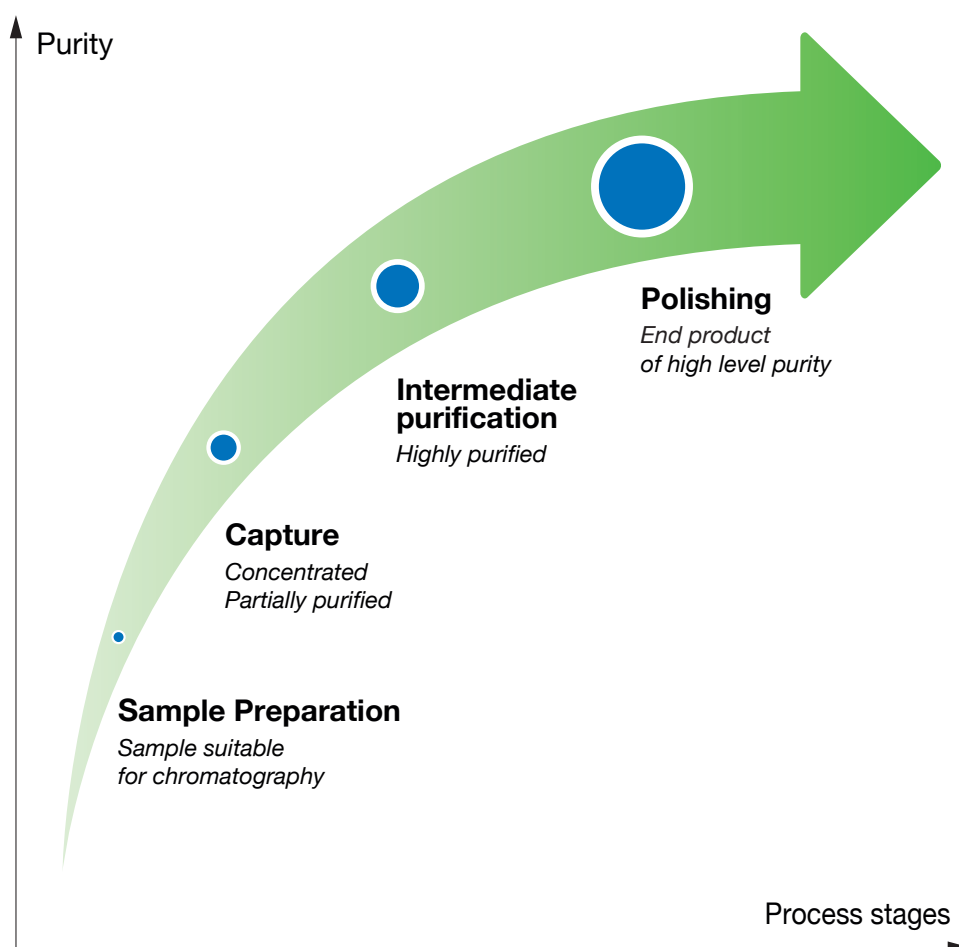 Purity
Polishing
End product
of high level purity
Intermediate
purification
Highly purified
Capture
Concentrated
Partially purified
Sample Preparation
Sample suitable
for chromatography
Process stages